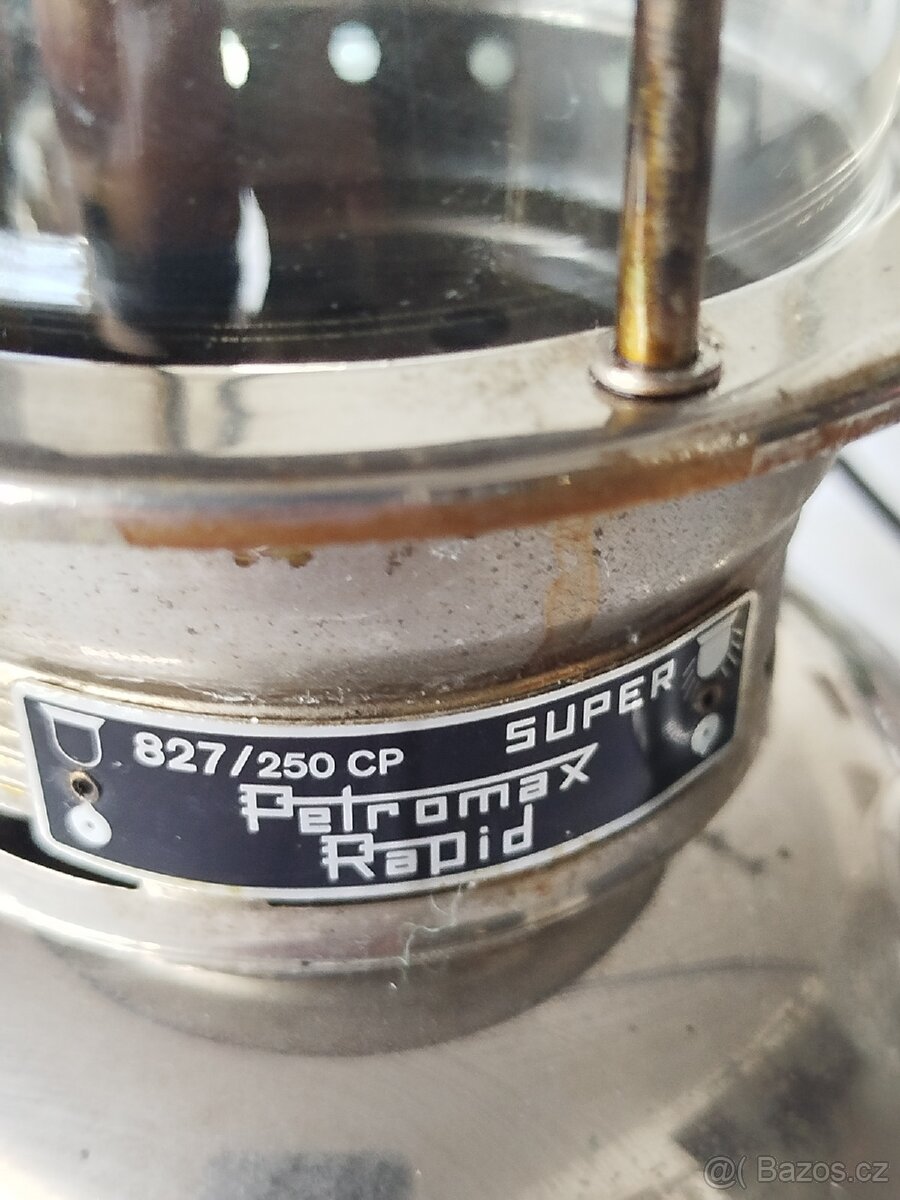 827/250 CP SUPER
Petromax
Rapid
@( Bazos.cz